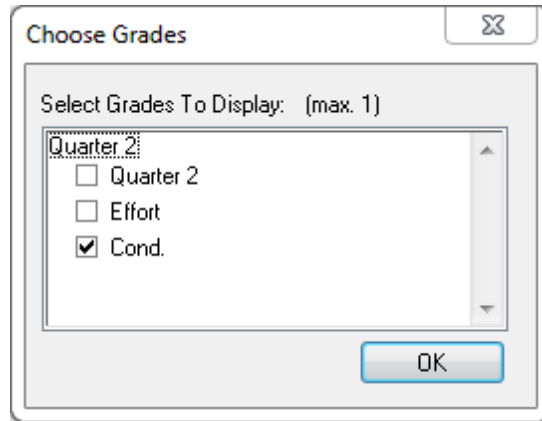 Choose Grades
Select Grades To Display: (max. 1)
Quarter 2
Quarter 2
Effort
Cond.
OK